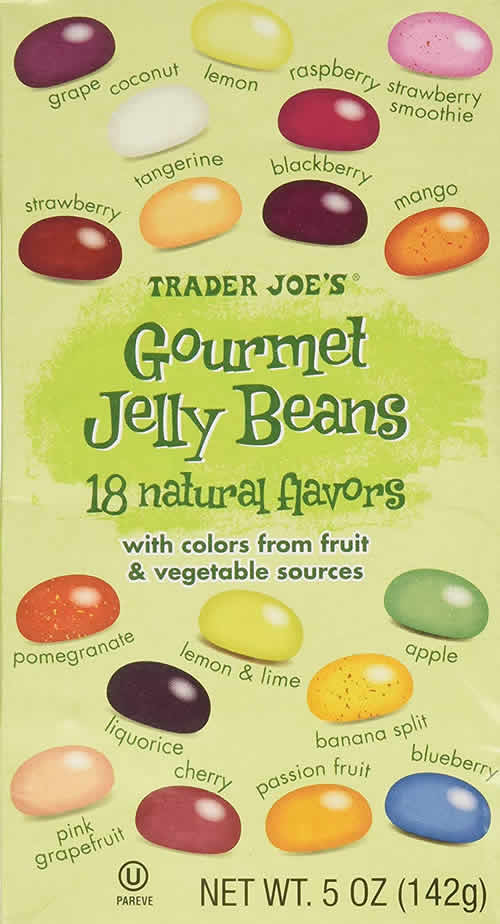 grape
coconut
lemon
raspberry
strawberry
smoothie
strawberry
tangerine
blackberry
mango
TRADER JOE'S®
Gourmet
Jelly Beans
18 natural flavors
with colors from fruit
& vegetable sources
pomegranate
lemon & lime
apple
liquorice
banana split
pink
grapefruit
cherry
passion fruit
blueberry
U
PAREVE
NET WT. 5 OZ (142g)